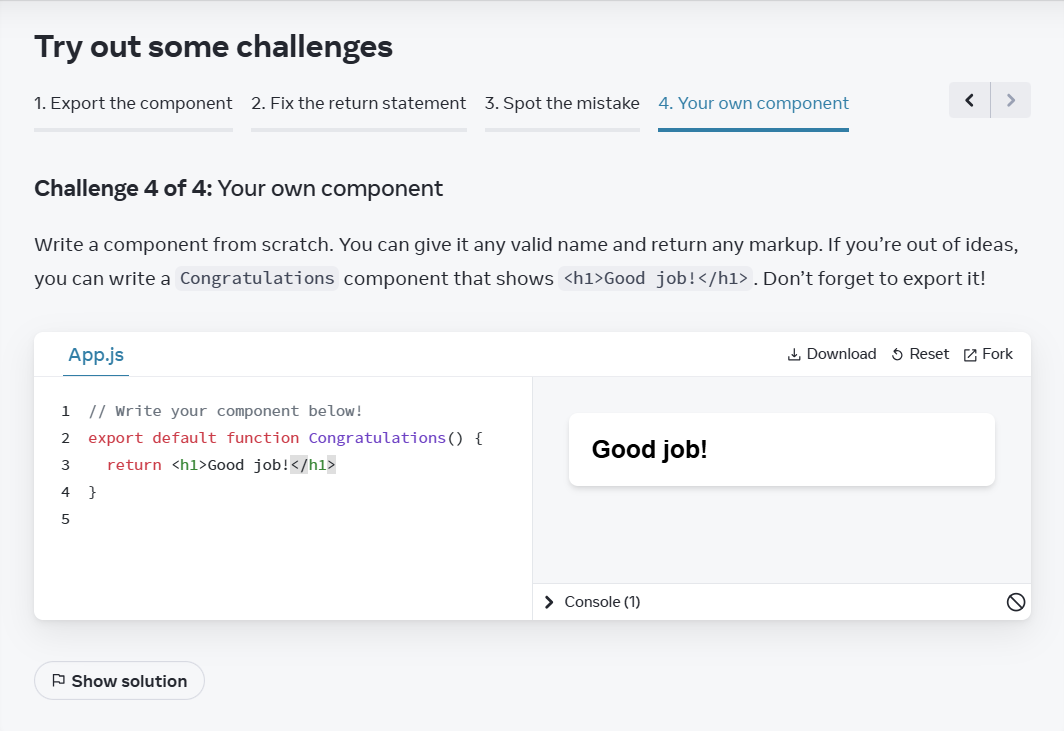 Try out some challenges
1. Export the component 2. Fix the return statement 3. Spot the mistake 4. Your own component
Challenge 4 of 4: Your own component
Write a component from scratch. You can give it any valid name and return any markup. If you’re out of ideas,
you can write a Congratulations component that shows <h1>Good job!</h1>. Don’t forget to export it!
App.js
Download Reset Fork
1 // Write your component below!
2 export default function Congratulations() {
3   return <h1>Good job!</h1>
4 }
5
Good job!
Console (1)
Show solution